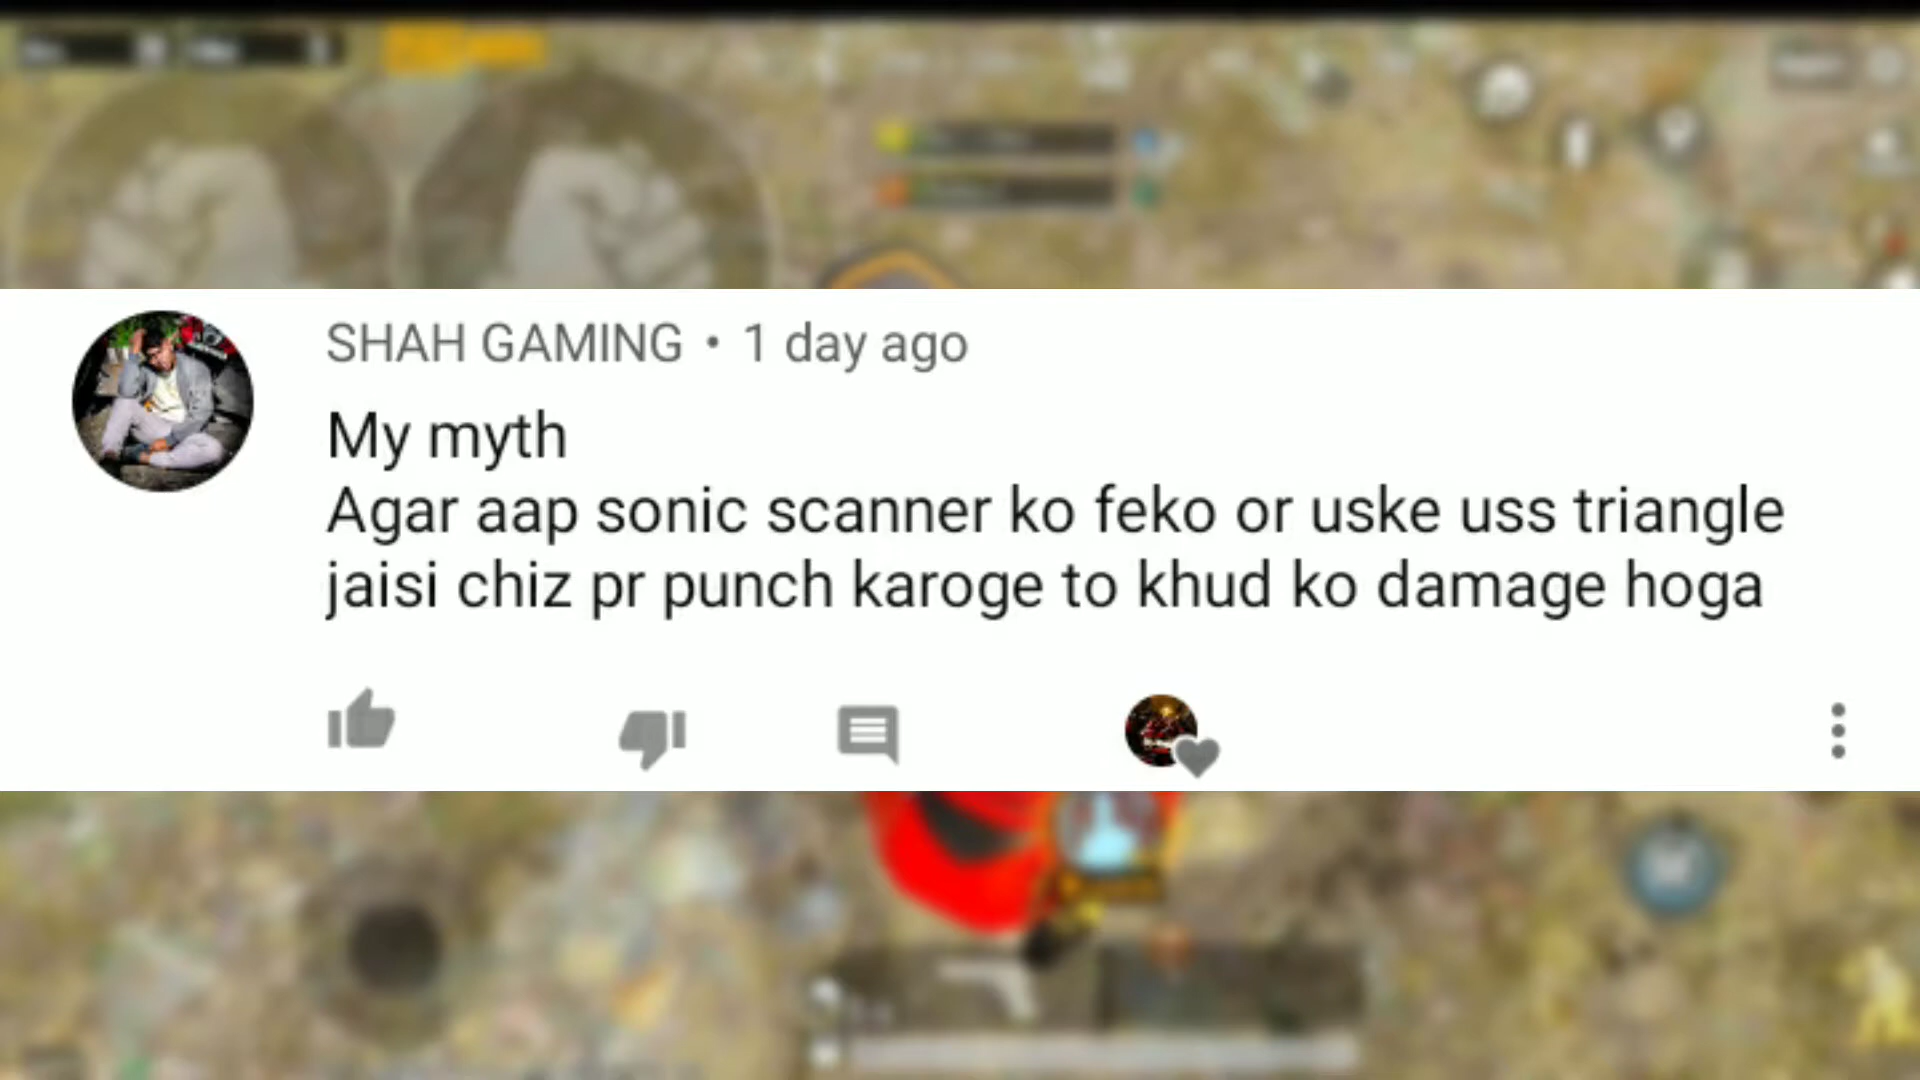 SHAH GAMING • 1 day ago
My myth
Agar aap sonic scanner ko feko or uske uss triangle
jaisi chiz pr punch karoge to khud ko damage hoga